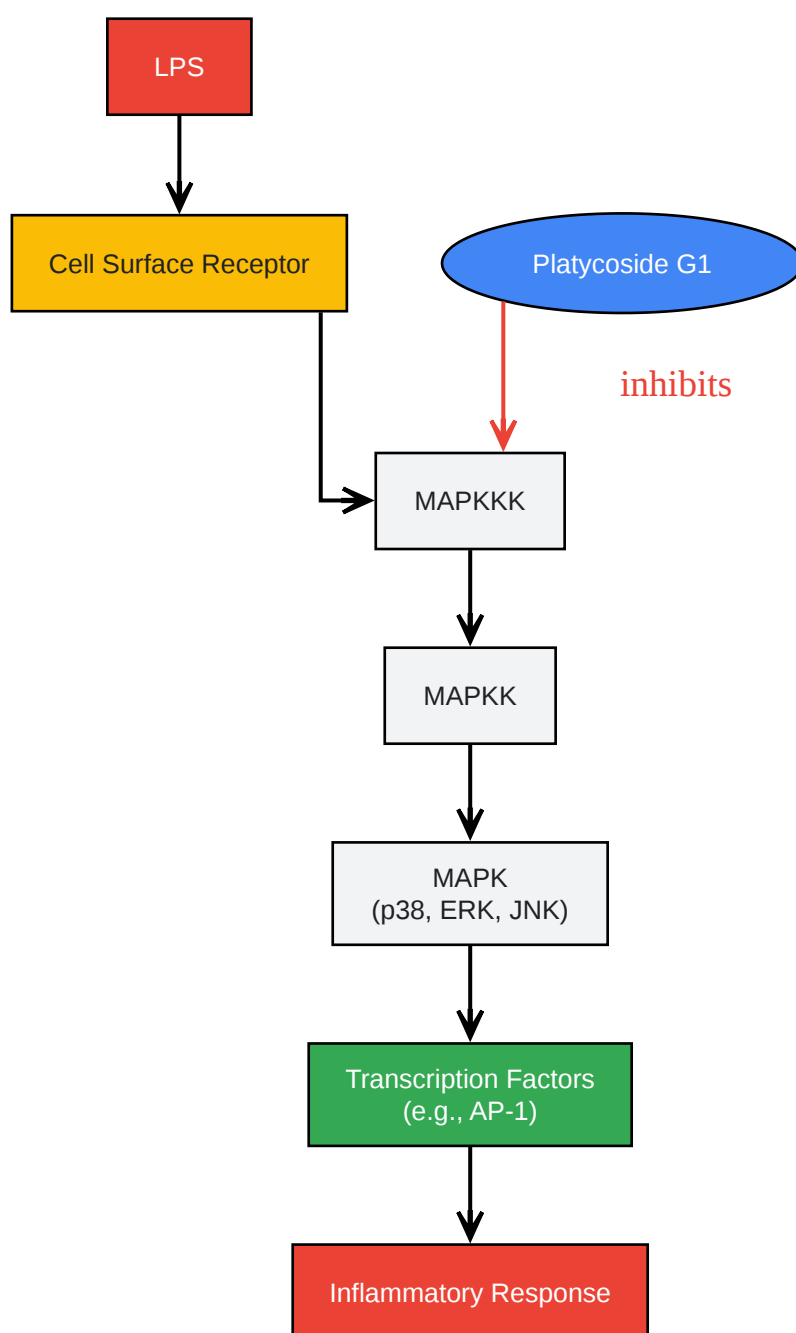 LPS
Cell Surface Receptor
Platycoside G1
inhibits
MAPKKK
MAPKK
MAPK
(p38, ERK, JNK)
Transcription Factors
(e.g., AP-1)
Inflammatory Response